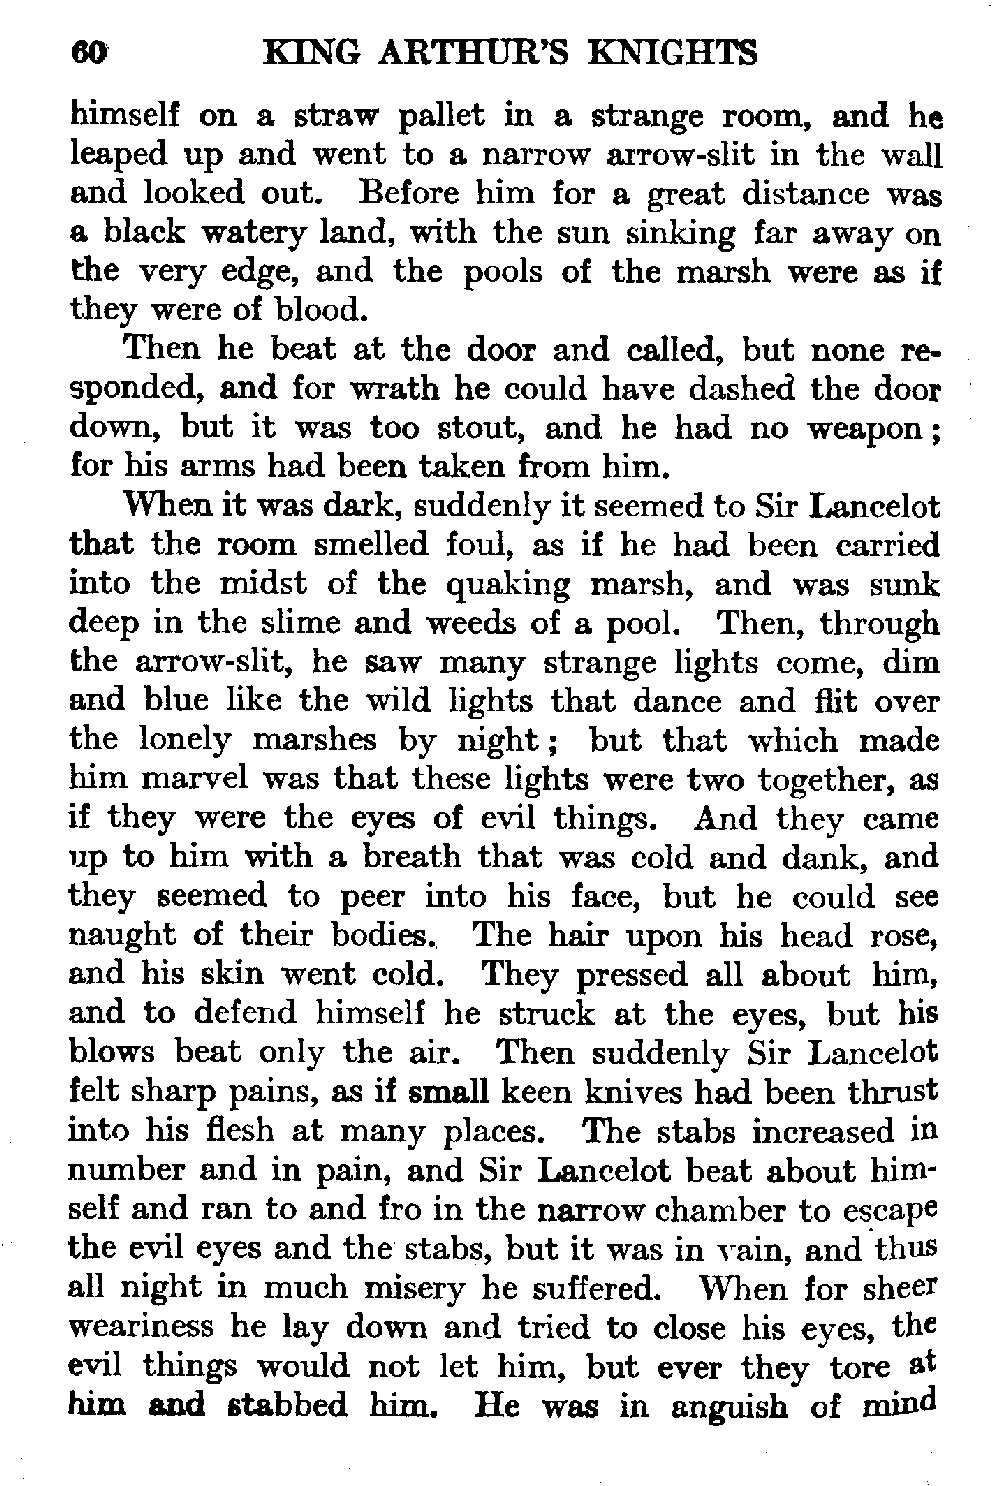 60 KING ARTHUR'S KNIGHTS
himself on a straw pallet in a strange room, and he
leaped up and went to a narrow arrow-slit in the wall
and looked out. Before him for a great distance was
a black watery land, with the sun sinking far away on
the very edge, and the pools of the marsh were as if
they were of blood.
Then he beat at the door and called, but none re-
sponded, and for wrath he could have dashed the door
down, but it was too stout, and he had no weapon;
for his arms had been taken from him.
When it was dark, suddenly it seemed to Sir Lancelot
that the room smelled foul, as if he had been carried
into the midst of the quaking marsh, and was sunk
deep in the slime and weeds of a pool. Then, through
the arrow-slit, he saw many strange lights come, dim
and blue like the wild lights that dance and flit over
the lonely marshes by night; but that which made
him marvel was that these lights were two together, as
if they were the eyes of evil things. And they came
up to him with a breath that was cold and dank, and
they seemed to peer into his face, but he could see
naught of their bodies. The hair upon his head rose,
and his skin went cold. They pressed all about him,
and to defend himself he struck at the eyes, but his
blows beat only the air. Then suddenly Sir Lancelot
felt sharp pains, as if small keen knives had been thrust
into his flesh at many places. The stabs increased in
number and in pain, and Sir Lancelot beat about him-
self and ran to and fro in the narrow chamber to escape
the evil eyes and the stabs, but it was in vain, and thus
all night in much misery he suffered. When for sheer
weariness he lay down and tried to close his eyes, the
evil things would not let him, but ever they tore at
him and stabbed him. He was in anguish of mind